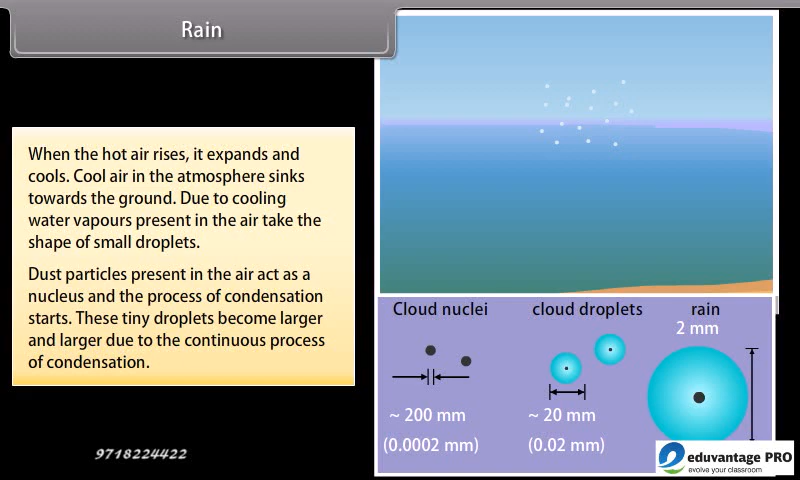 Rain
When the hot air rises, it expands and
cools. Cool air in the atmosphere sinks
towards the ground. Due to cooling
water vapours present in the air take the
shape of small droplets.
Dust particles present in the air act as a
nucleus and the process of condensation
starts. These tiny droplets become larger
and larger due to the continuous process
of condensation.
9718224422
Cloud nuclei
~ 200 mm
(0.0002 mm)
cloud droplets
~ 20 mm
(0.02 mm)
rain
2 mm
eduvantage PRO
evolve your classroom